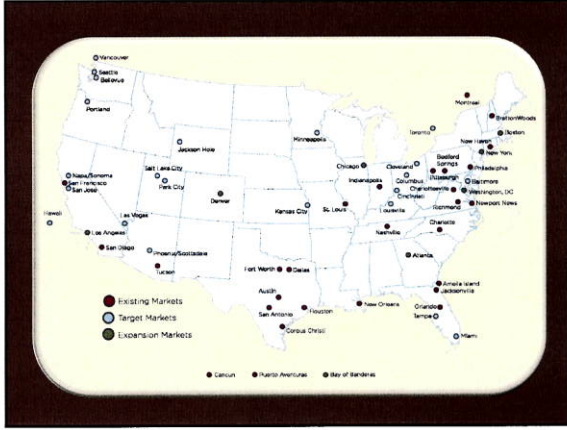 Vancouver
Seattle
Bellevue
Portland
Montreal
Bretton Woods
Boston
Toronto
New Haven
New York
Minneapolis
Jackson Hole
Salt Lake City
Park City
Chicago
Cleveland
Bedford
Springs
Philadelphia
Indianapolis
Columbus
Pittsburgh
Baltimore
Cincinnati
Charlottesville
Washington, DC
Napa/Sonoma
San Francisco
San Jose
Denver
Kansas City
St. Louis
Louisville
Richmond
Newport News
Hawaii
Las Vegas
Nashville
Charlotte
Los Angeles
San Diego
Phoenix/Scottsdale
Tucson
Fort Worth
Dallas
Atlanta
Austin
San Antonio
Houston
New Orleans
Amelia Island
Jacksonville
Corpus Christi
Orlando
Tampa
Miami
Existing Markets
Target Markets
Expansion Markets
Cancun
Puerto Aventuras
Bay of Banderas